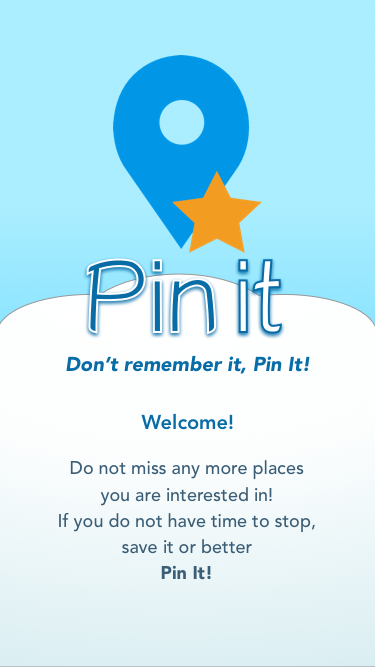 Pin it
Don't remember it, Pin It!
Welcome!
Do not miss any more places
you are interested in!
If you do not have time to stop,
save it or better
Pin It!